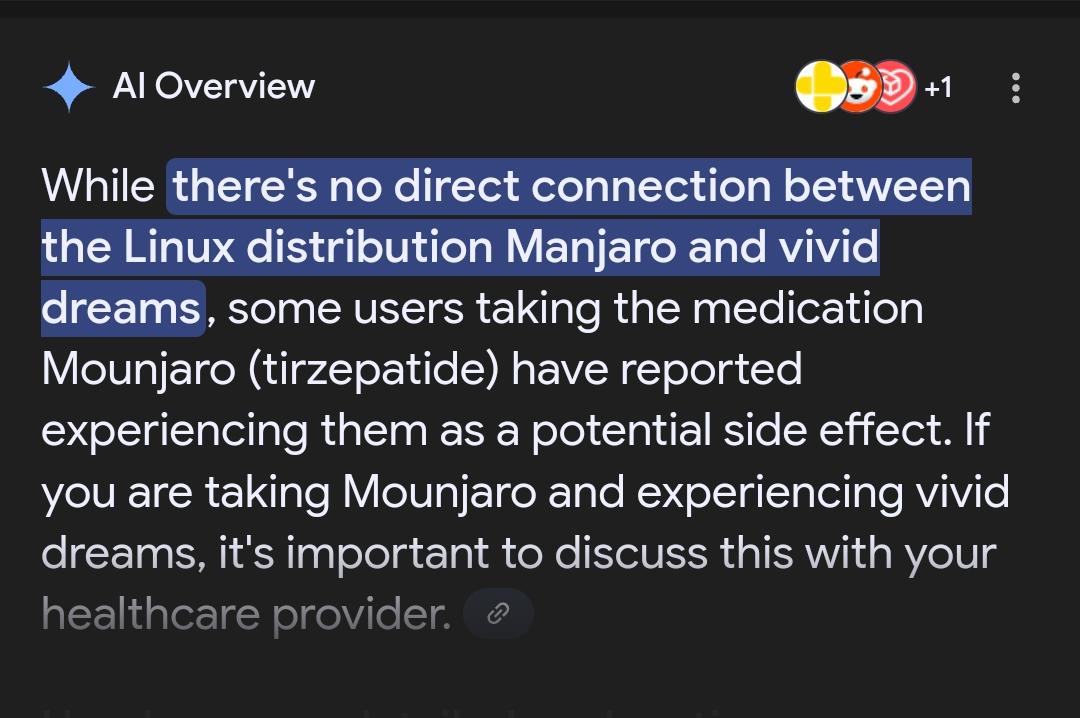 AI Overview
+1
While there's no direct connection between
the Linux distribution Manjaro and vivid
dreams, some users taking the medication
Mounjaro (tirzepatide) have reported
experiencing them as a potential side effect. If
you are taking Mounjaro and experiencing vivid
dreams, it's important to discuss this with your
healthcare provider.